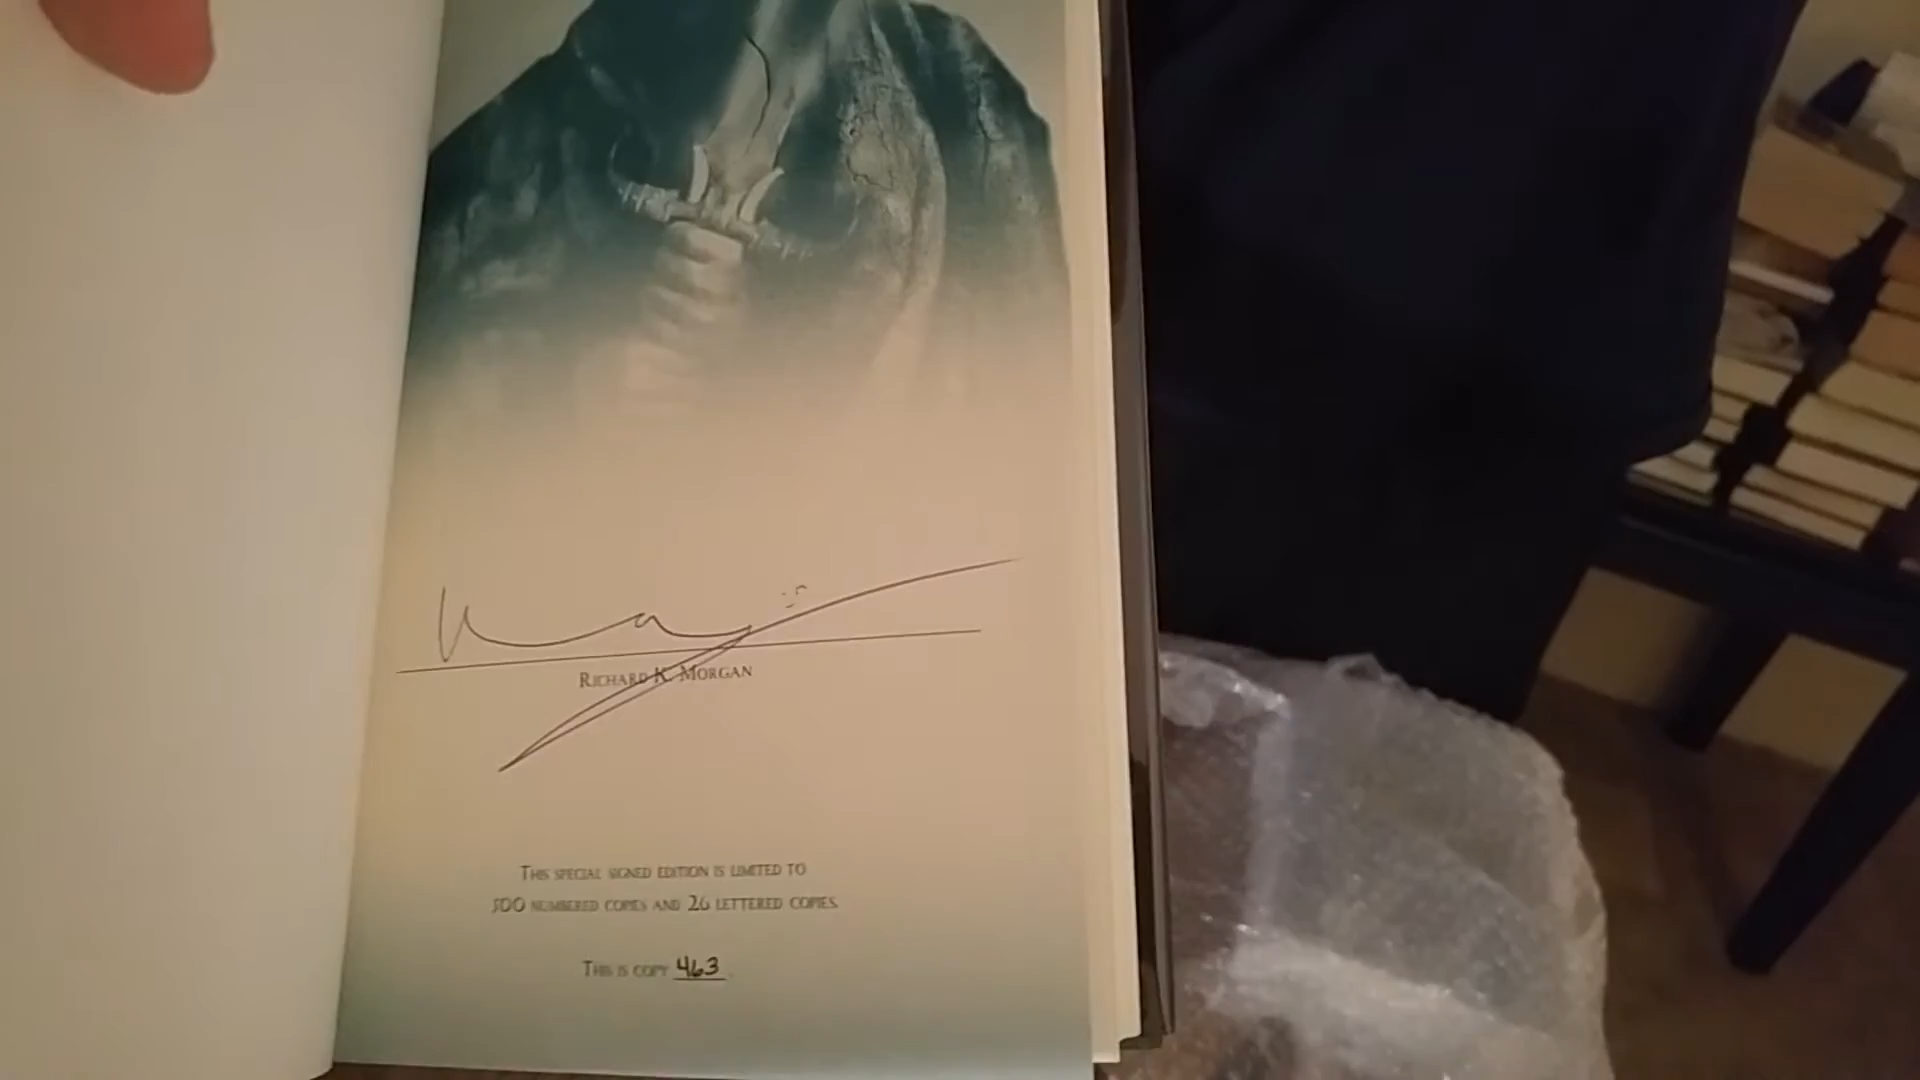 Richard K. Morgan
This special signed edition is limited to
500 numbered copies and 26 lettered copies.
This is copy 463